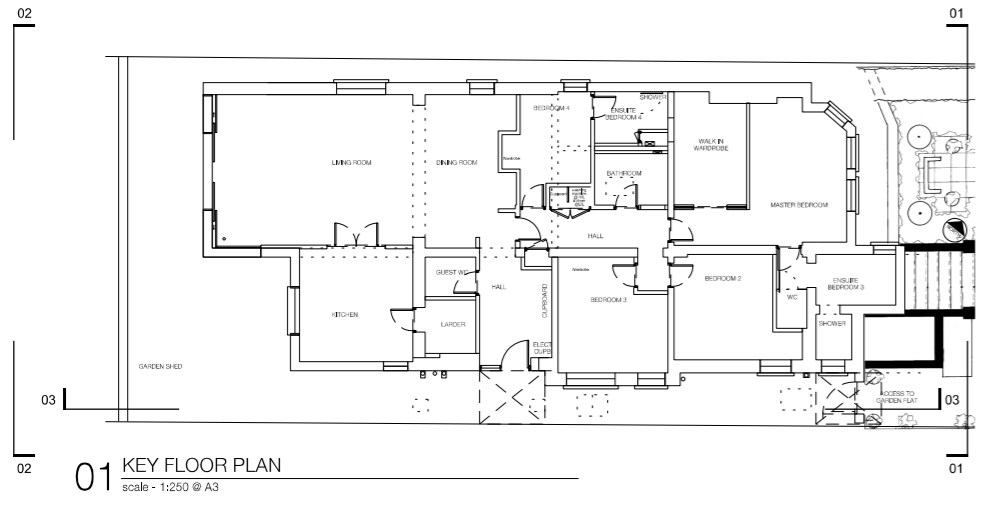 02
01
SHOWER
BEDROOM 4
ENSUITE
BEDROOM 4
WALK IN
WARDROBE
LIVING ROOM
DINING ROOM
Wardrobe
BATHROOM
Cupboard
MASTER BEDROOM
HALL
GUEST WC
Wardrobe
BEDROOM 2
HALL
CUPBOARD
BEDROOM 3
WC
ENSUITE
BEDROOM 3
KITCHEN
LARDER
SHOWER
ELECT
CUPB
GARDEN SHED
ACCESS TO
GARDEN FLAT
03
03
02
01
01 KEY FLOOR PLAN
scale - 1:250 @ A3